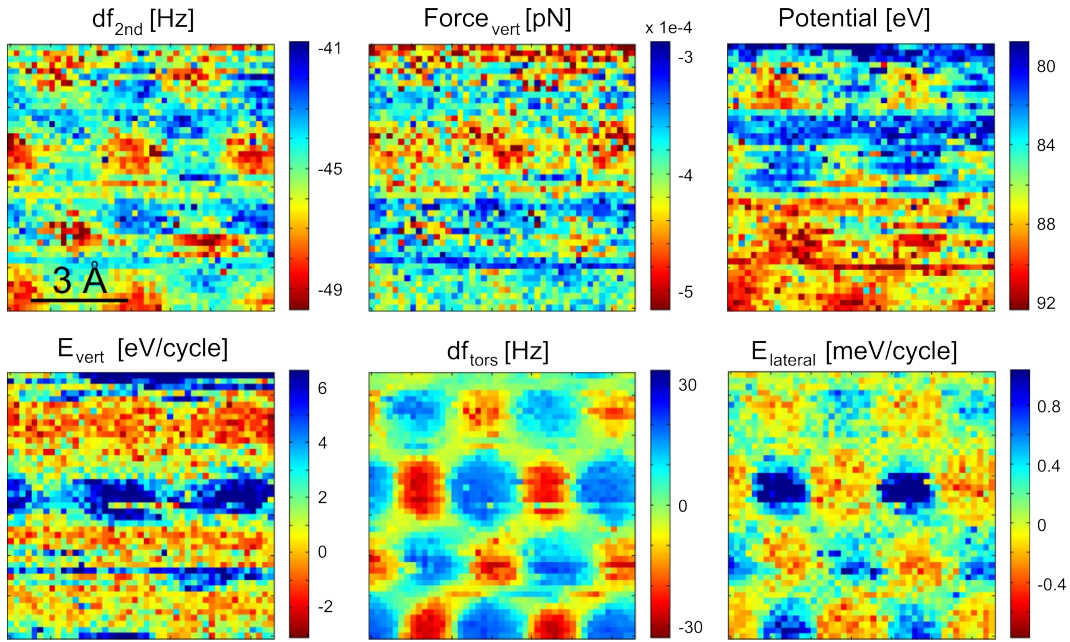 df2nd [Hz]
-41
-45
-49
3 Å
Forcevert [pN]
x 1e-4
-3
-4
-5
Potential [eV]
80
84
88
92
Evert [eV/cycle]
6
4
2
0
-2
dftors [Hz]
30
0
-30
Elateral [meV/cycle]
0.8
0.4
0
-0.4